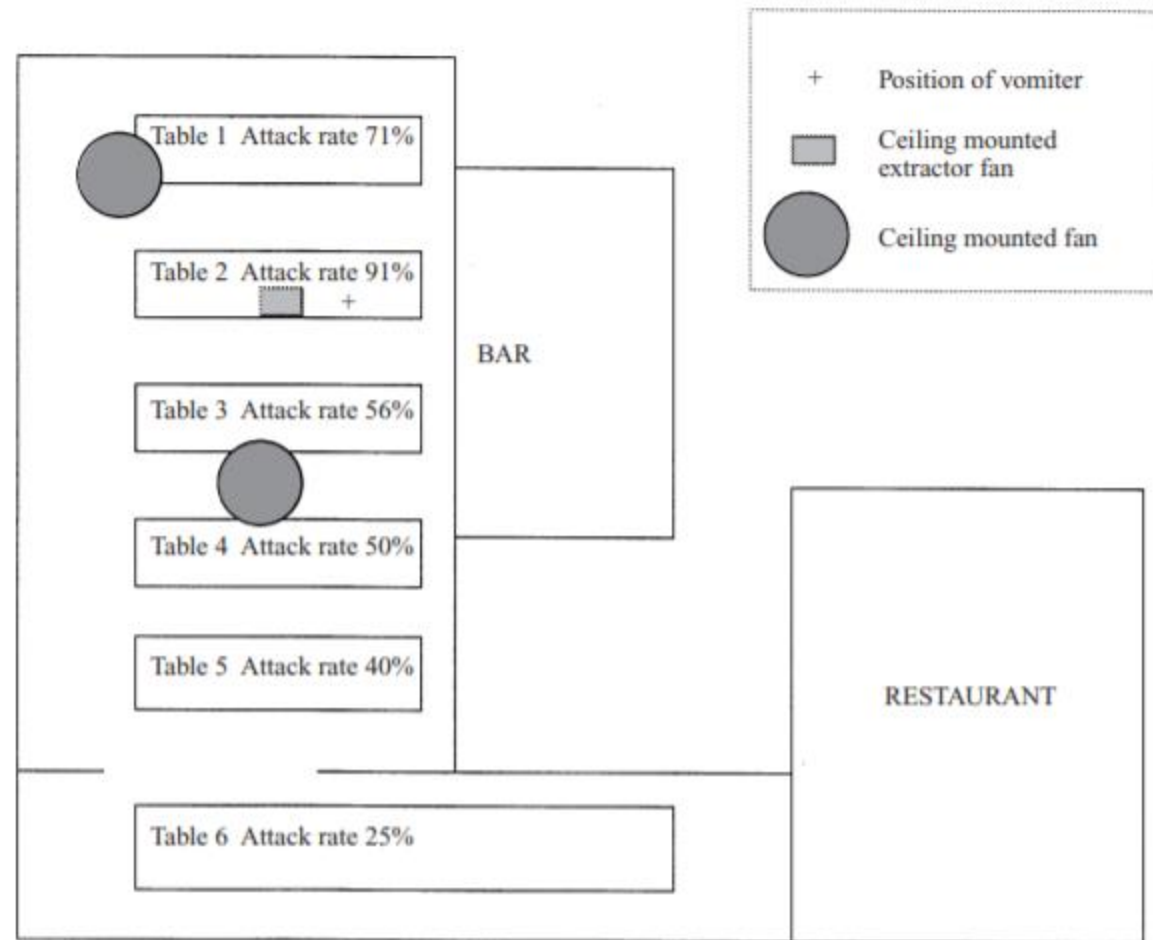 Table 1 Attack rate 71%
Table 2 Attack rate 91%
+
Table 3 Attack rate 56%
Table 4 Attack rate 50%
Table 5 Attack rate 40%
Table 6 Attack rate 25%
BAR
RESTAURANT
+ Position of vomiter
Ceiling mounted
extractor fan
Ceiling mounted fan